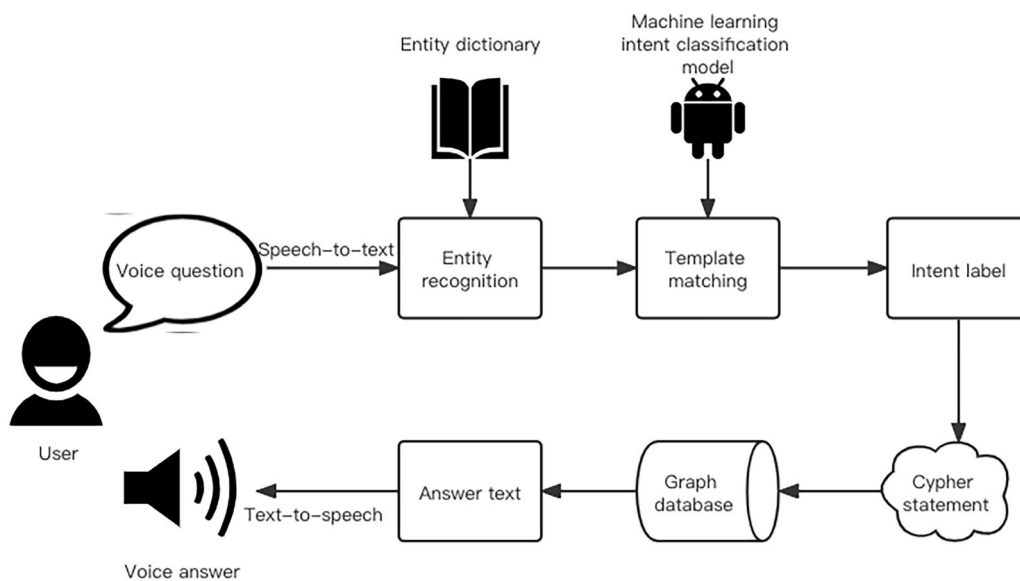 Entity dictionary
Machine learning
intent classification
model
Voice question
Speech-to-text
Entity
recognition
Template
matching
Intent label
User
Voice answer
Text-to-speech
Answer text
Graph
database
Cypher
statement